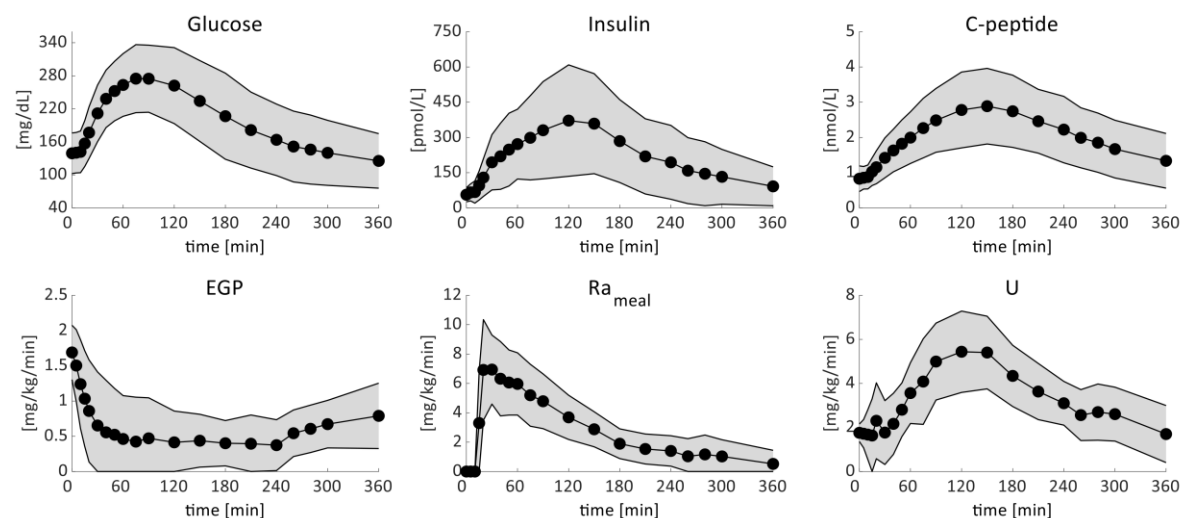 Glucose
[mg/dL]
340
280
220
160
100
40
0 60 120 180 240 300 360
time [min]
Insulin
[pmol/L]
750
600
450
300
150
0
0 60 120 180 240 300 360
time [min]
C-peptide
[nmol/L]
5
4
3
2
1
0
0 60 120 180 240 300 360
time [min]
EGP
[mg/kg/min]
2.5
2
1.5
1
0.5
0
0 60 120 180 240 300 360
time [min]
Ra meal
[mg/kg/min]
12
10
8
6
4
2
0
0 60 120 180 240 300 360
time [min]
U
[mg/kg/min]
8
6
4
2
0
0 60 120 180 240 300 360
time [min]